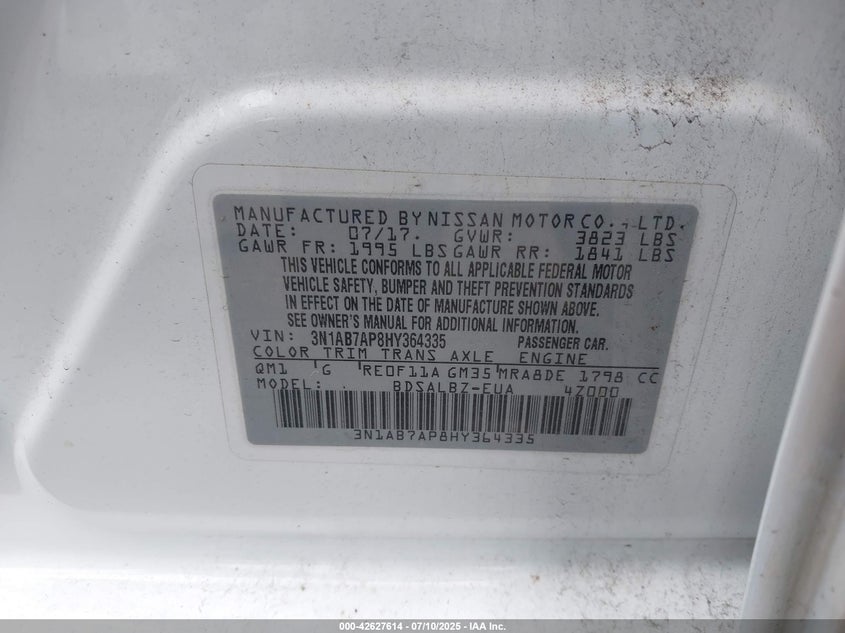 MANUFACTURED BY NISSAN MOTOR CO., LTD.
DATE: 07/17. GVWR: 3823 LBS
GAWR FR: 1995 LBS GAWR RR: 1841 LBS
THIS VEHICLE CONFORMS TO ALL APPLICABLE FEDERAL MOTOR
VEHICLE SAFETY, BUMPER AND THEFT PREVENTION STANDARDS
IN EFFECT ON THE DATE OF MANUFACTURE SHOWN ABOVE.
SEE OWNER'S MANUAL FOR ADDITIONAL INFORMATION.
VIN: 3N1AB7AP8HY364335 PASSENGER CAR.
COLOR TRIM TRANS AXLE ENGINE
QM1 G RE0F11A GM35 MRA8DE 1798 CC
MODEL: BDSALBZ-EUA 47000
3N1AB7AP8HY364335
000-42627614 - 07/10/2025 - IAA Inc.